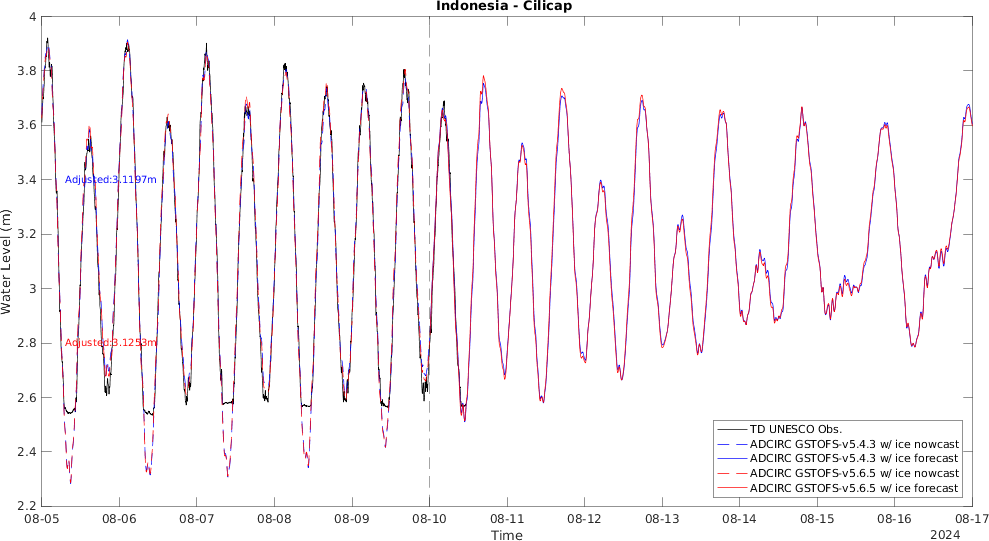 Indonesia - Cilicap
4
3.8
3.6
3.4
3.2
3
2.8
2.6
2.4
2.2
Water Level (m)
Adjusted:3.1197m
Adjusted:3.1253m
TD UNESCO Obs.
ADCIRC GSTOFS-v5.4.3 w/ ice nowcast
ADCIRC GSTOFS-v5.4.3 w/ ice forecast
ADCIRC GSTOFS-v5.6.5 w/ ice nowcast
ADCIRC GSTOFS-v5.6.5 w/ ice forecast
08-05 08-06 08-07 08-08 08-09 08-10 08-11 08-12 08-13 08-14 08-15 08-16 08-17
Time
2024